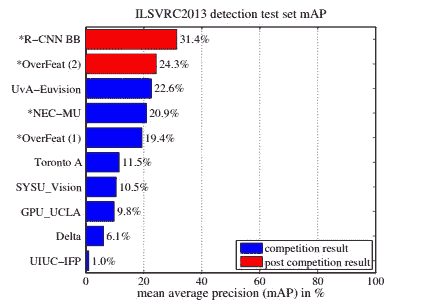 ILSVRC2013 detection test set mAP
*R−CNN BB 31.4%
*OverFeat (2) 24.3%
UvA−Euvision 22.6%
*NEC−MU 20.9%
*OverFeat (1) 19.4%
Toronto A 11.5%
SYSU_Vision 10.5%
GPU_UCLA 9.8%
Delta 6.1%
UIUC−IFP 1.0%
competition result
post competition result
0 20 40 60 80 100
mean average precision (mAP) in %